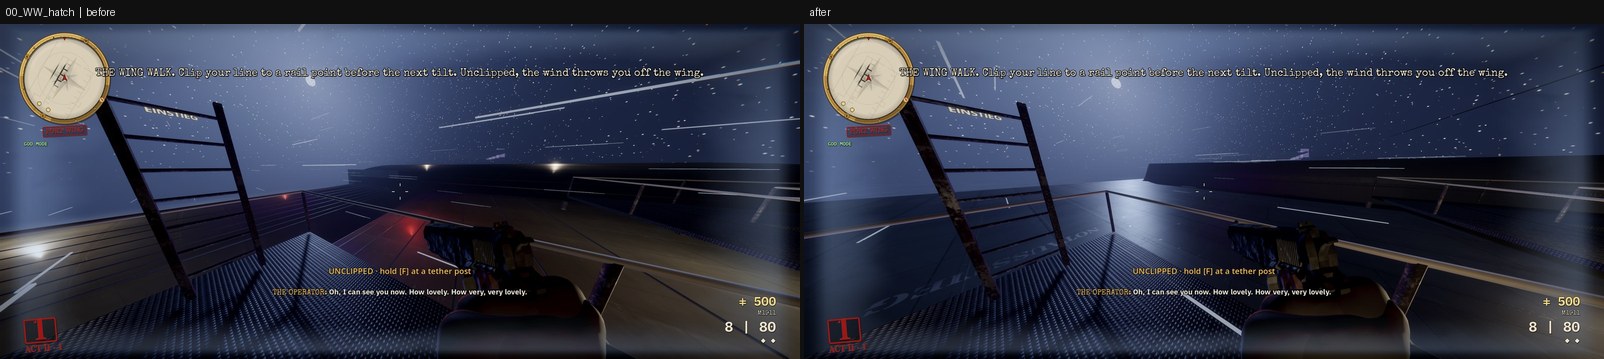 00_WW_hatch | before
after
THE WING WALK. Clip your line to a rail point before the next tilt. Unclipped, the wind throws you off the wing.
EINSTIEG
GOD MODE
UNCLIPPED - hold [F] at a tether post
THE OPERATOR: Oh, I can see you now. How lovely. How very, very lovely.
500
M1911
8 | 80
THE WING WALK. Clip your line to a rail point before the next tilt. Unclipped, the wind throws you off the wing.
EINSTIEG
GOD MODE
UNCLIPPED - hold [F] at a tether post
THE OPERATOR: Oh, I can see you now. How lovely. How very, very lovely.
500
M1911
8 | 80